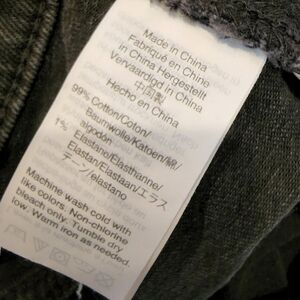 Made in China
Fabriqué en Chine
in China Hergestellt
Vervaardigd in China
中国製
Hecho en China
99% Cotton/Coton/
Baumwolle/Katoen/綿/
algodón
1% Elastane/Elasthanne/
Elastan/Elastaan/エラス
テーン/elastano
Machine wash cold with
like colors. Non-chlorine
bleach only. Tumble dry
low. Warm iron as needed.